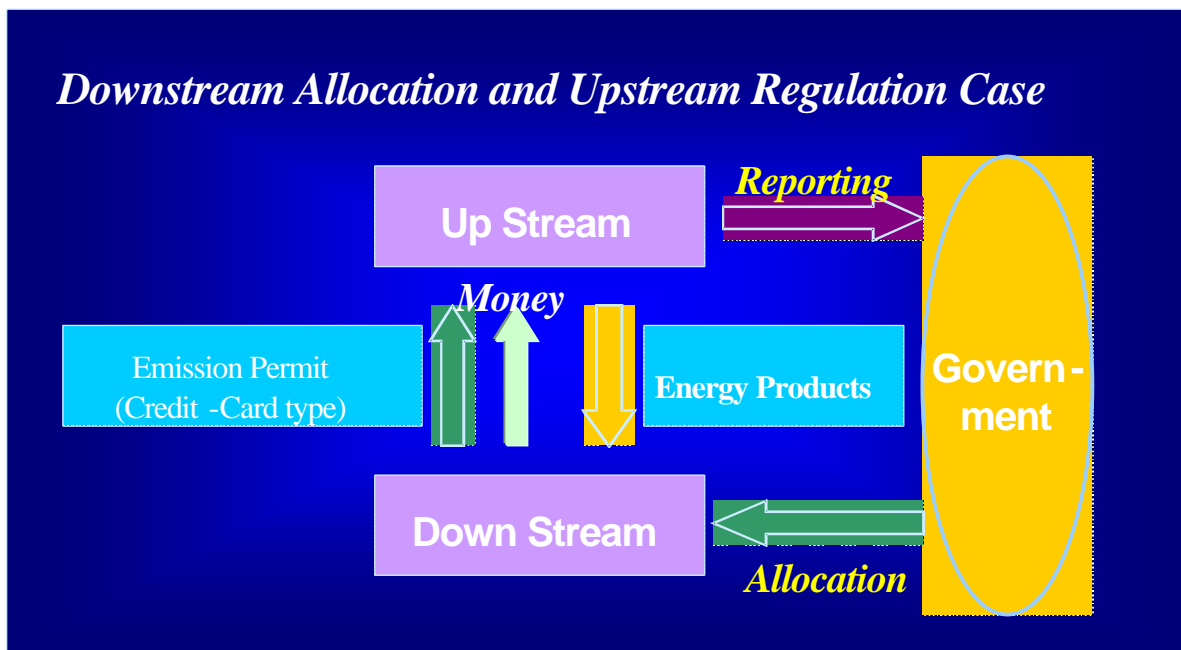 Downstream Allocation and Upstream Regulation Case
Reporting
Up Stream
Money
Emission Permit
(Credit -Card type)
Energy Products
Govern-
ment
Down Stream
Allocation